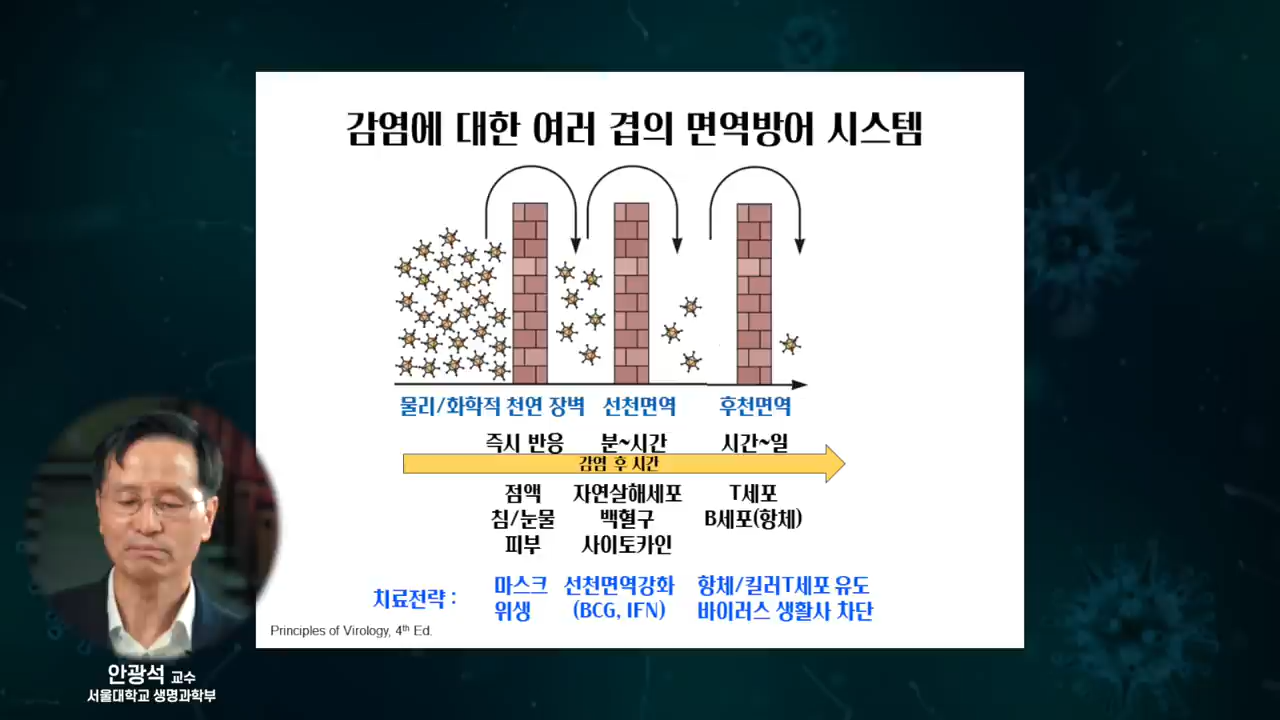 감염에 대한 여러 겹의 면역방어 시스템
물리/화학적 천연 장벽 선천면역 후천면역
즉시 반응 분~시간 시간~일
감염 후 시간
점액 자연살해세포 T세포
침/눈물 백혈구 B세포(항체)
피부 사이토카인
치료전략 :
마스크 선천면역강화 항체/킬러T세포 유도
위생 (BCG, IFN) 바이러스 생활사 차단
Principles of Virology, 4th Ed.
안광석 교수
서울대학교 생명과학부